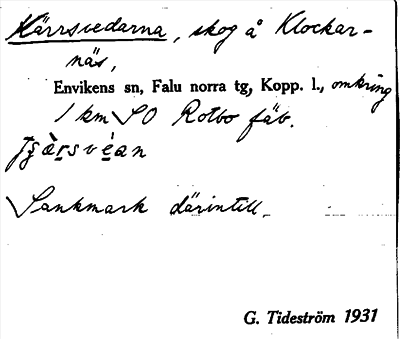 Kärrsvedarna, skog å Klockar-
näs,
Envikens sn, Falu norra tg, Kopp. l., omkring
1 km SO Rotbo fäb.
Sankmark därintill.
G. Tideström 1931